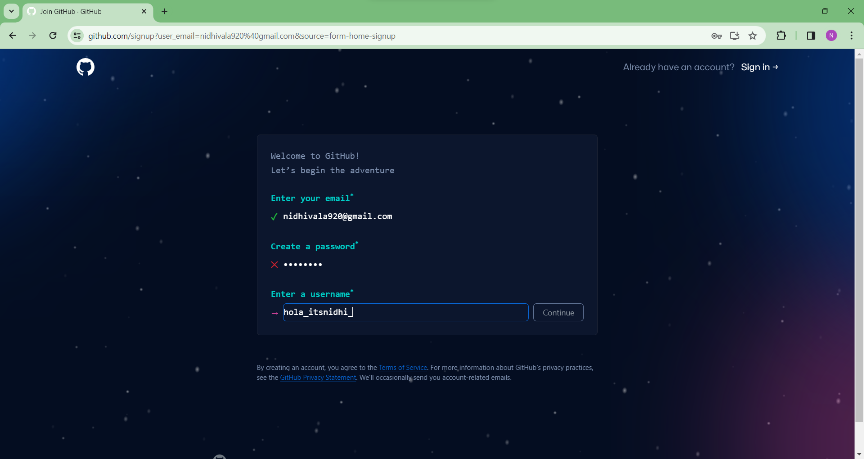 Join GitHub · GitHub
github.com/signup?user_email=nidhivala920%40gmail.com&source=form-home-signup
N
Already have an account? Sign in →
Welcome to GitHub!
Let's begin the adventure
Enter your email*
✓ nidhivala920@gmail.com
Create a password*
✕ ••••••••
Enter a username*
→ hola_itsnidhi_
Continue
By creating an account, you agree to the Terms of Service. For more information about GitHub's privacy practices,
see the GitHub Privacy Statement. We'll occasionally send you account-related emails.